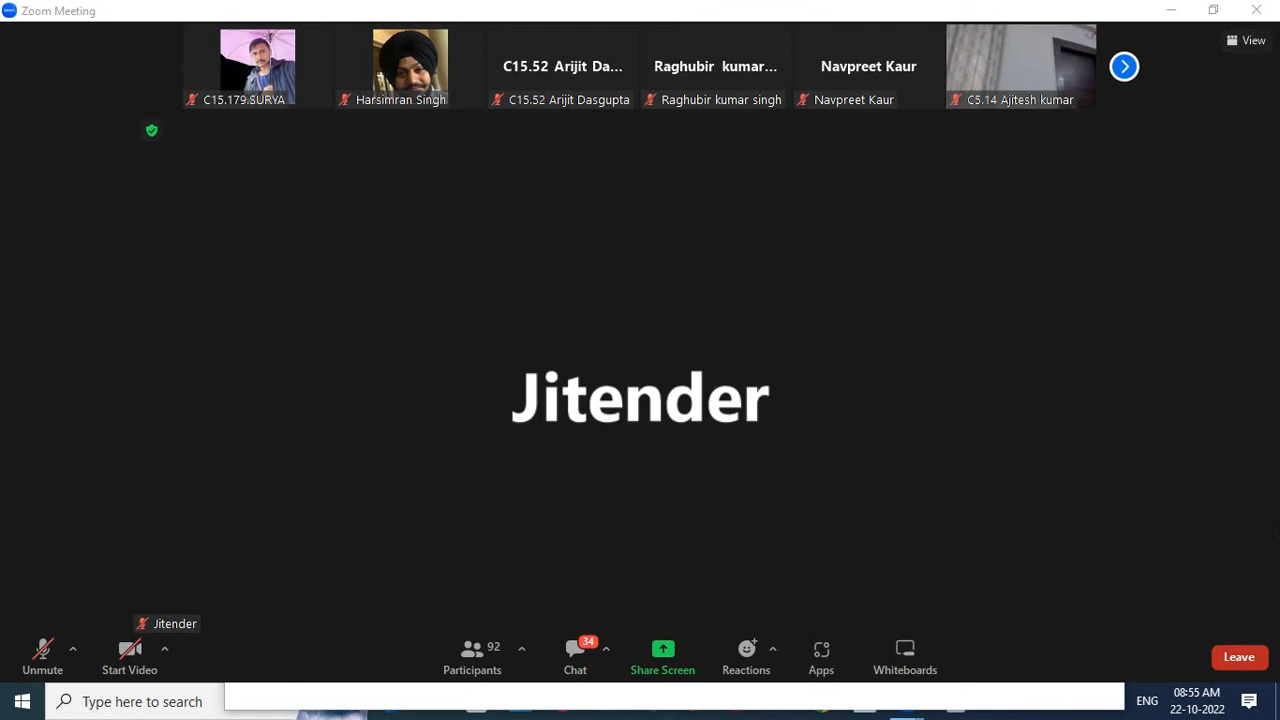 Zoom Meeting
View
C15.52 Arijit Da...
Raghubir kumar...
Navpreet Kaur
C15.179.SURYA
Harsimran Singh
C15.52 Arijit Dasgupta
Raghubir kumar singh
Navpreet Kaur
C5.14 Ajitesh kumar
Jitender
Jitender
92
34
Unmute
Start Video
Participants
Chat
Share Screen
Reactions
Apps
Whiteboards
Leave
Type here to search
ENG
08:55 AM
22-10-2022